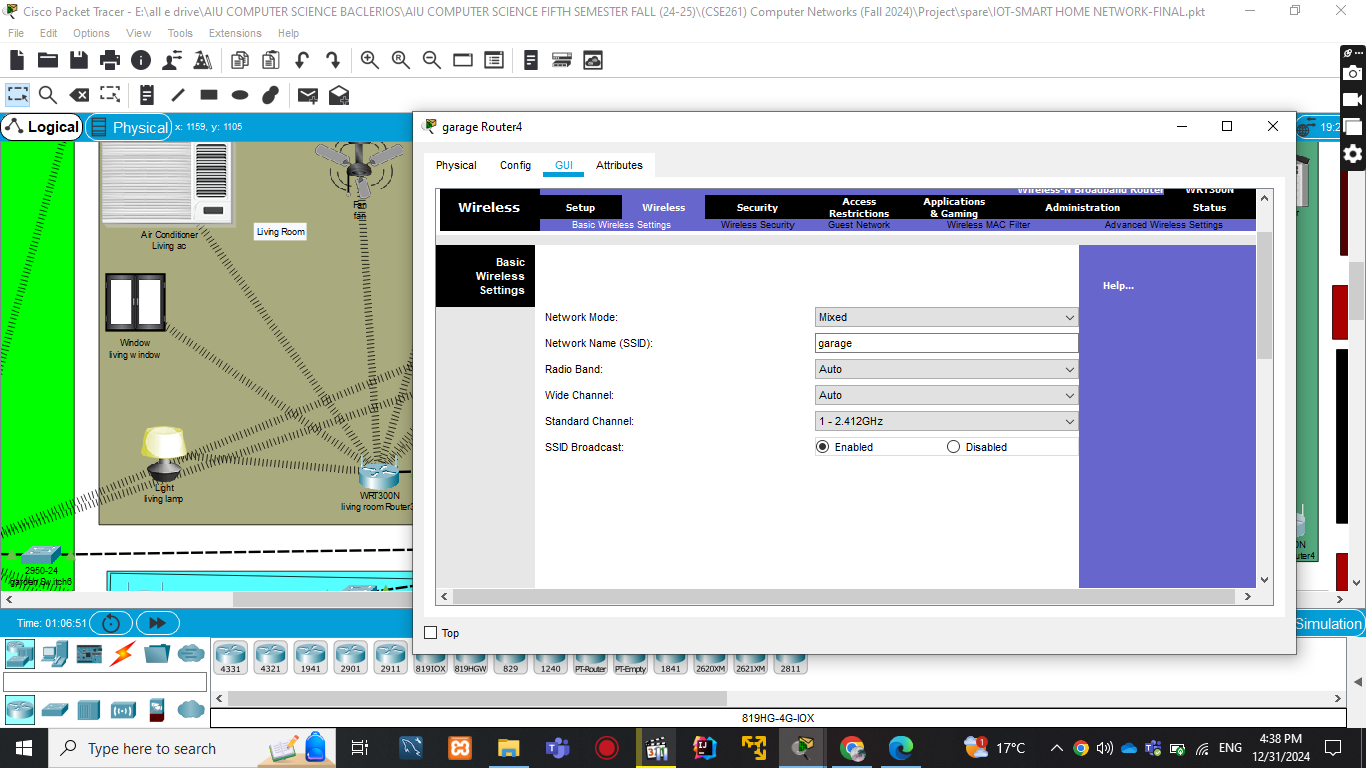 Cisco Packet Tracer - E:\all e drive\AIU COMPUTER SCIENCE BACLERIOS\AIU COMPUTER SCIENCE FIFTH SEMESTER FALL (24-25)\(CSE261) Computer Networks (Fall 2024)\Project\spare\IOT-SMART HOME NETWORK-FINAL.pkt
File Edit Options View Tools Extensions Help
Logical Physical x: 1159, y: 1105
19:2
garage Router4
Physical Config GUI Attributes
Wireless-N Broadband Router WRT300N
Wireless
Setup Wireless Security Access Restrictions Applications & Gaming Administration Status
Basic Wireless Settings Wireless Security Guest Network Wireless MAC Filter Advanced Wireless Settings
Basic
Wireless
Settings
Help...
Network Mode: Mixed
Network Name (SSID): garage
Radio Band: Auto
Wide Channel: Auto
Standard Channel: 1 - 2.412GHz
SSID Broadcast: Enabled Disabled
Top
Fan
fan
Living Room
Air Conditioner
Living ac
Window
living window
Light
living lamp
WRT300N
living room Router3
2950-24
garden Switch6
Time: 01:06:51
Simulation
4331 4321 1941 2901 2911 819IOX 819HGW 829 1240 PT-Router PT-Empty 1841 2620XM 2621XM 2811
819HG-4G-IOX
Type here to search
1
17°C
ENG
4:38 PM
12/31/2024